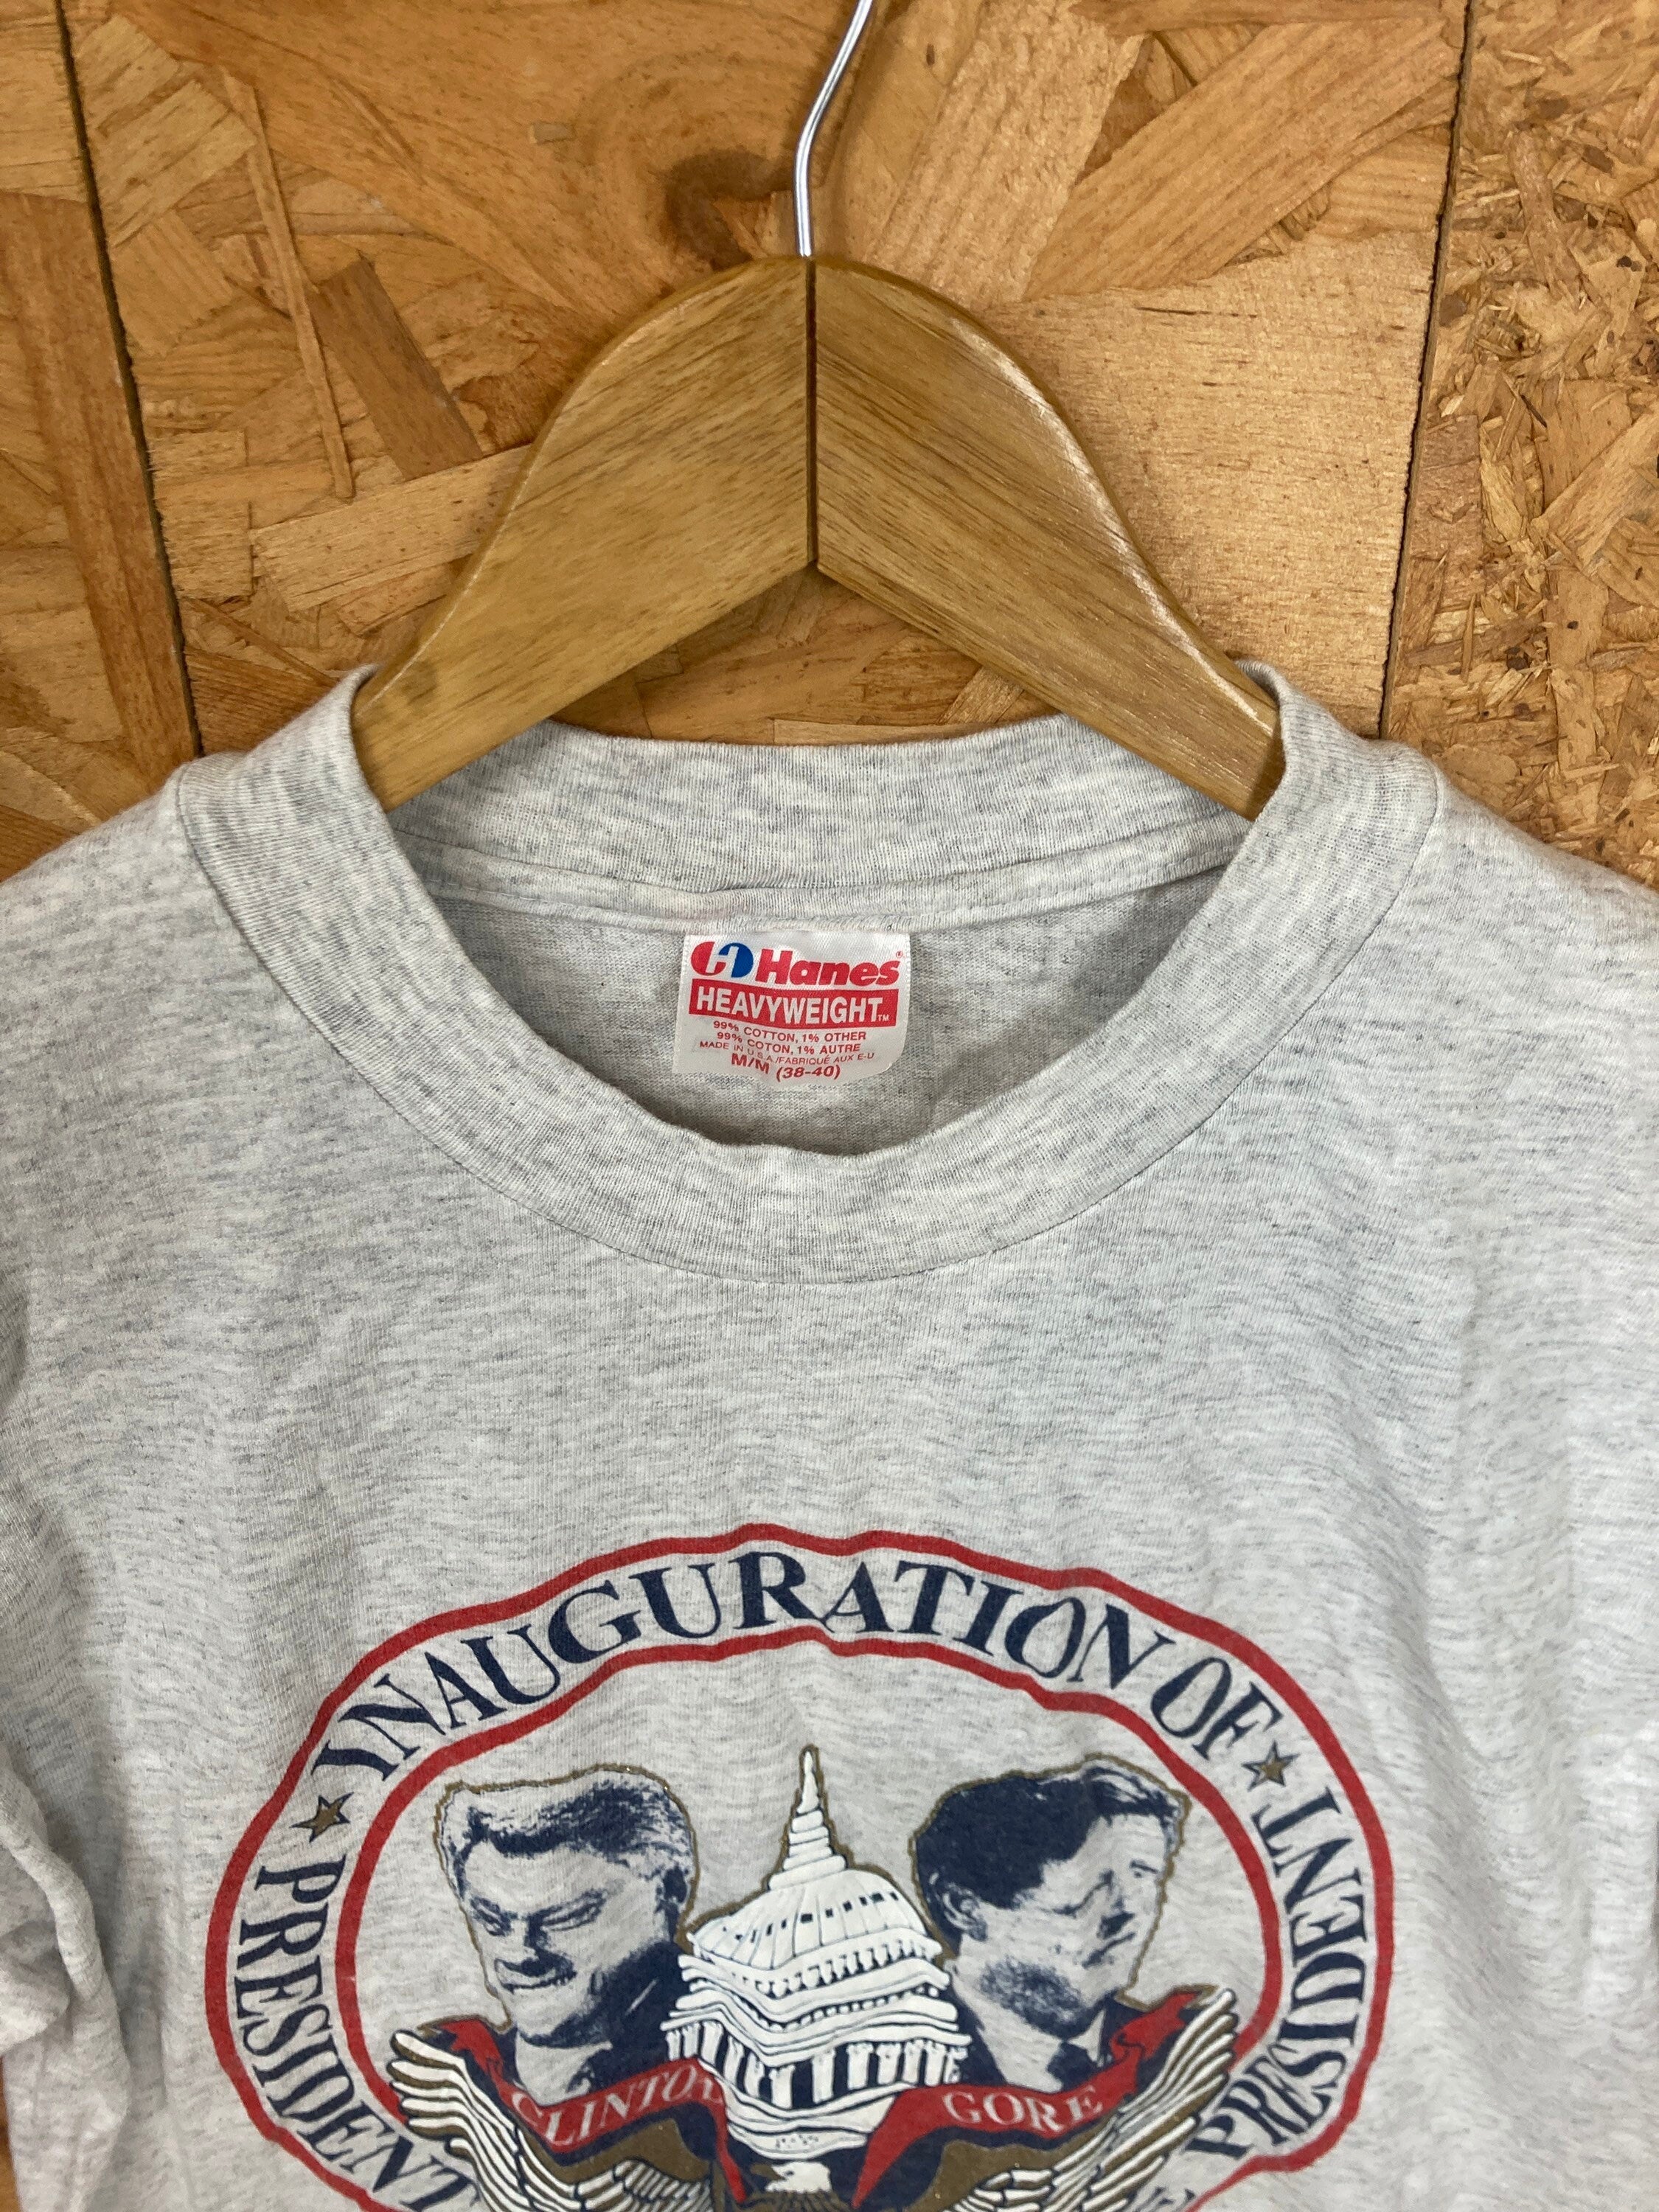 Hanes®
HEAVYWEIGHT™
99% COTTON, 1% OTHER
99% COTON, 1% AUTRE
MADE IN U.S.A./FABRIQUÉ AUX E-U
M/M (38-40)
INAUGURATION OF
★ PRESIDENT
★ PRESIDENT
CLINTON
GORE